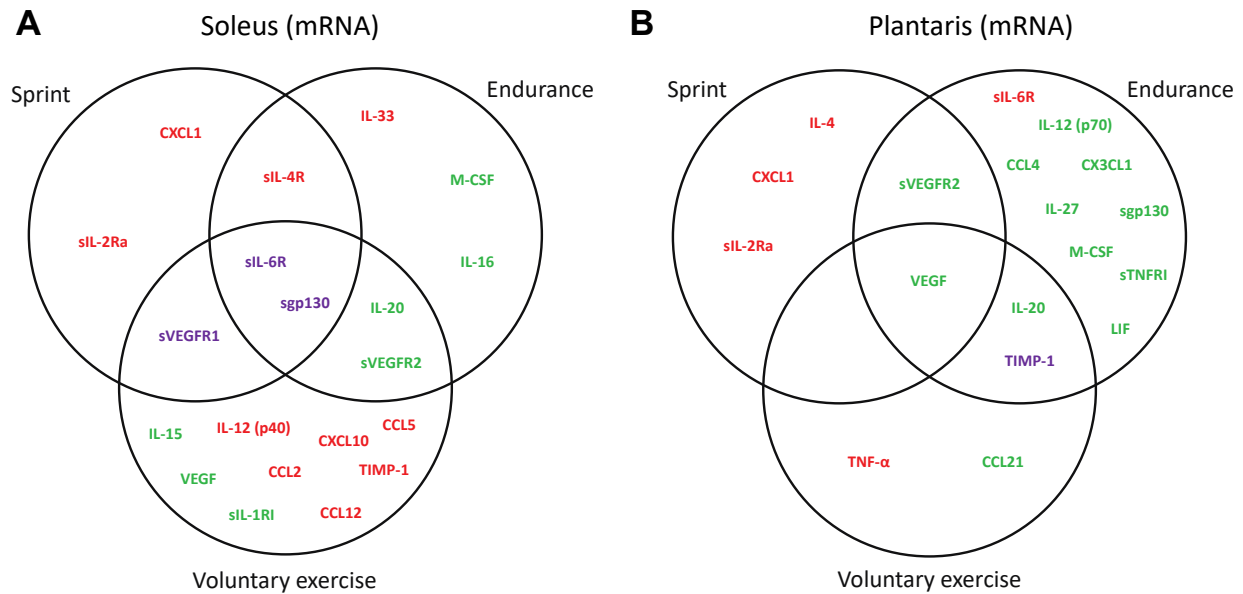 A
Soleus (mRNA)
Sprint
Endurance
CXCL1
IL-33
sIL-4R
M-CSF
sIL-2Ra
sIL-6R
IL-16
sgp130
IL-20
sVEGFR1
sVEGFR2
IL-15
IL-12 (p40)
CXCL10
CCL5
VEGF
CCL2
TIMP-1
sIL-1RI
CCL12
Voluntary exercise
B
Plantaris (mRNA)
Sprint
Endurance
IL-4
sIL-6R
IL-12 (p70)
CXCL1
sVEGFR2
CCL4
CX3CL1
IL-27
sgp130
sIL-2Ra
M-CSF
sTNFRI
VEGF
IL-20
LIF
TIMP-1
TNF-α
CCL21
Voluntary exercise